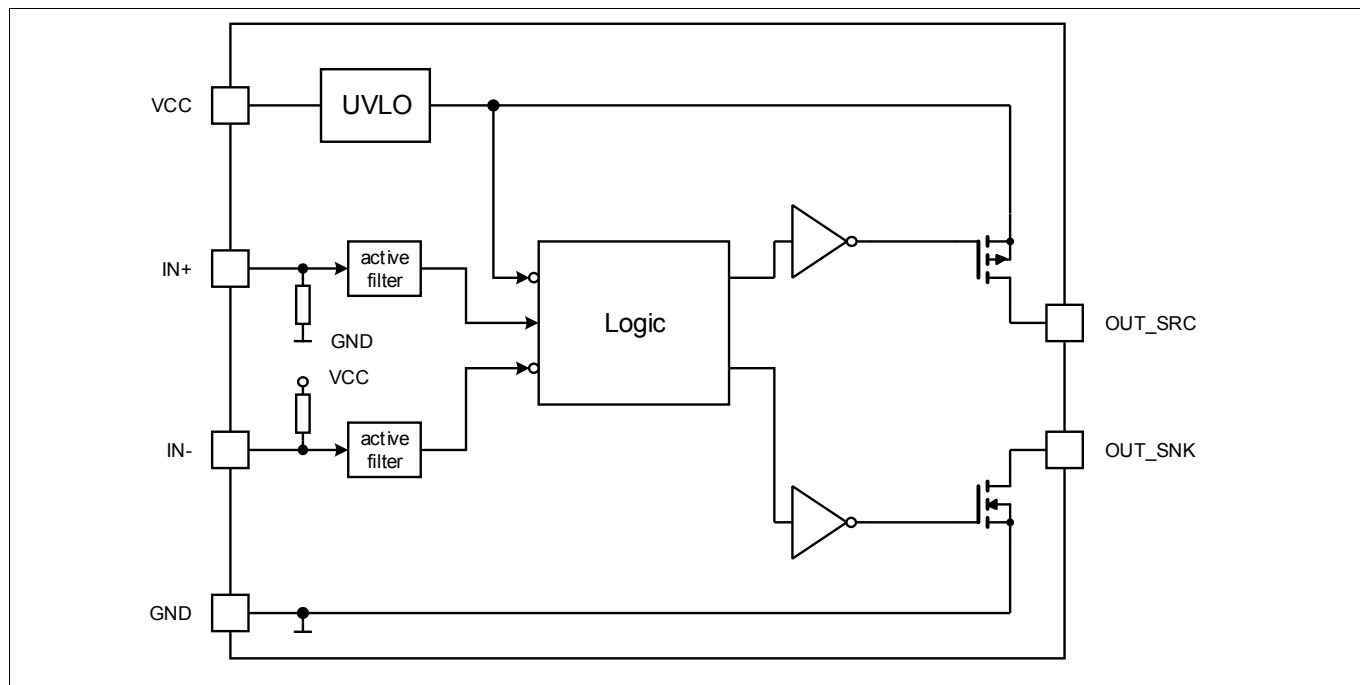 VCC
UVLO
IN+
active
filter
GND
Logic
OUT_SRC
VCC
IN-
active
filter
OUT_SNK
GND